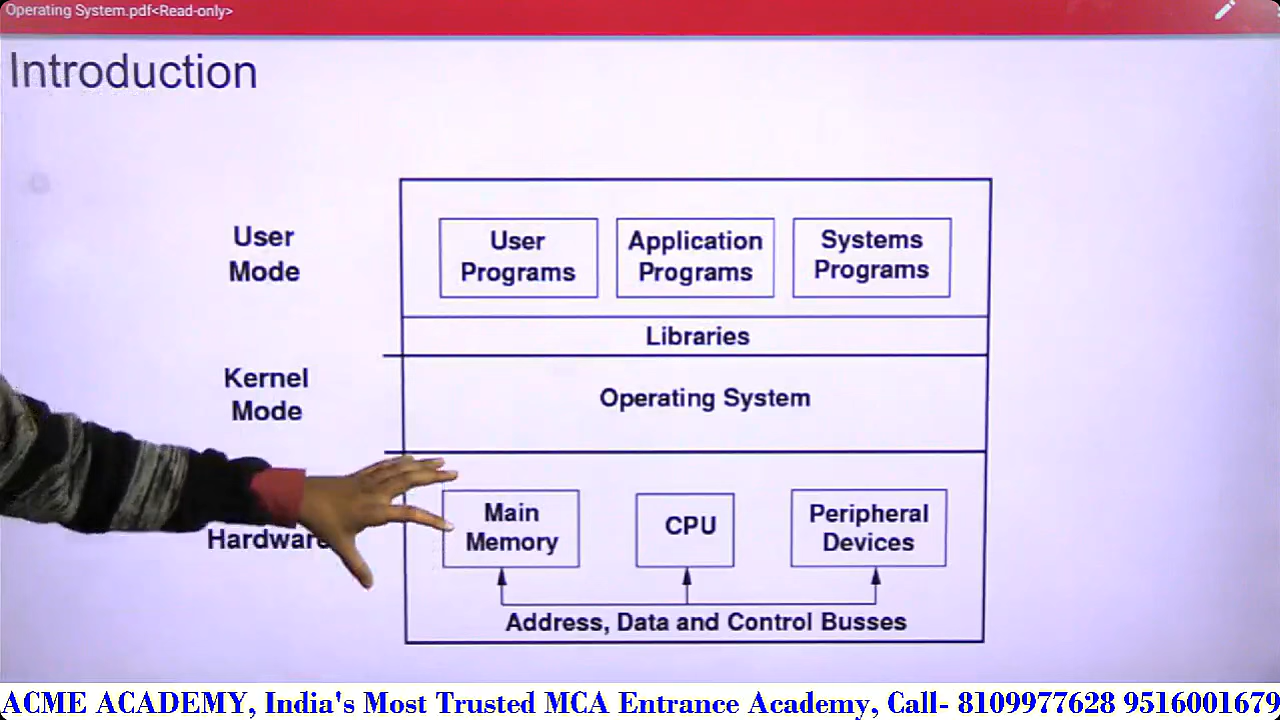 Operating System.pdf<Read-only>
Introduction
User
Mode
User
Programs
Application
Programs
Systems
Programs
Libraries
Kernel
Mode
Operating System
Hardware
Main
Memory
CPU
Peripheral
Devices
Address, Data and Control Busses
ACME ACADEMY, India's Most Trusted MCA Entrance Academy, Call- 8109977628 9516001679